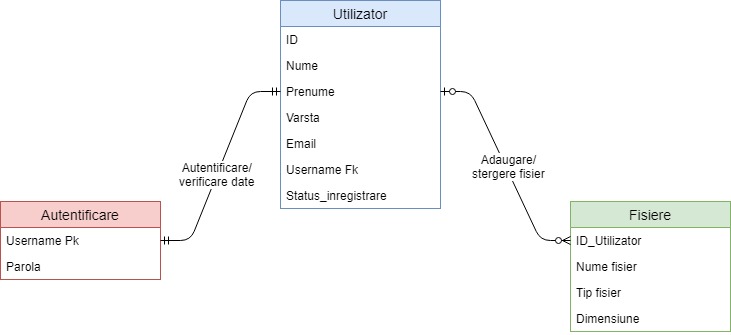 Utilizator
ID
Nume
Prenume
Varsta
Email
Username Fk
Status_inregistrare
Autentificare/
verificare date
Adaugare/
stergere fisier
Autentificare
Username Pk
Parola
Fisiere
ID_Utilizator
Nume fisier
Tip fisier
Dimensiune